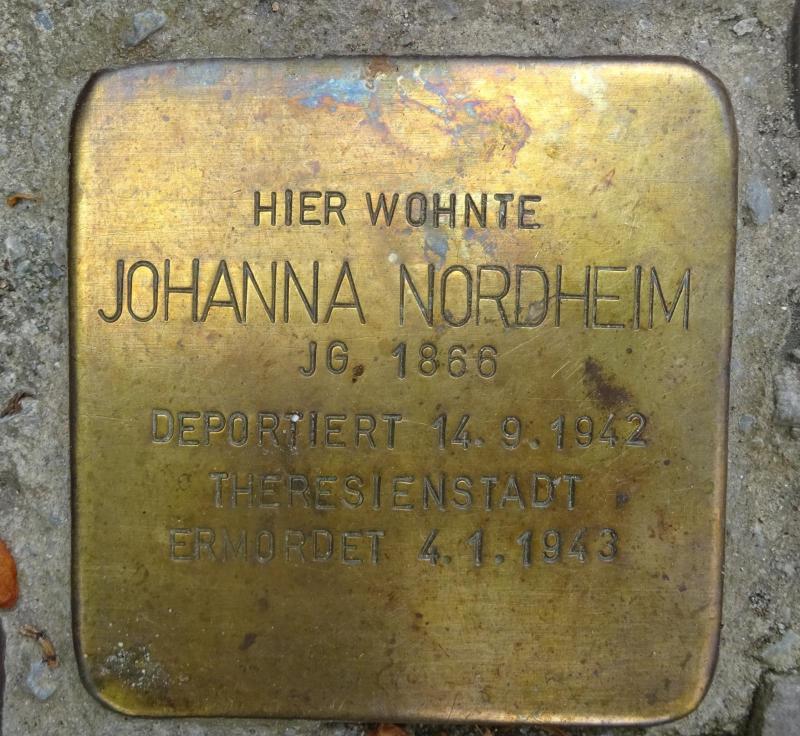 HIER WOHNTE
JOHANNA NORDHEIM
JG. 1866
DEPORTIERT 14.9.1942
THERESIENSTADT
ERMORDET 4.1.1943